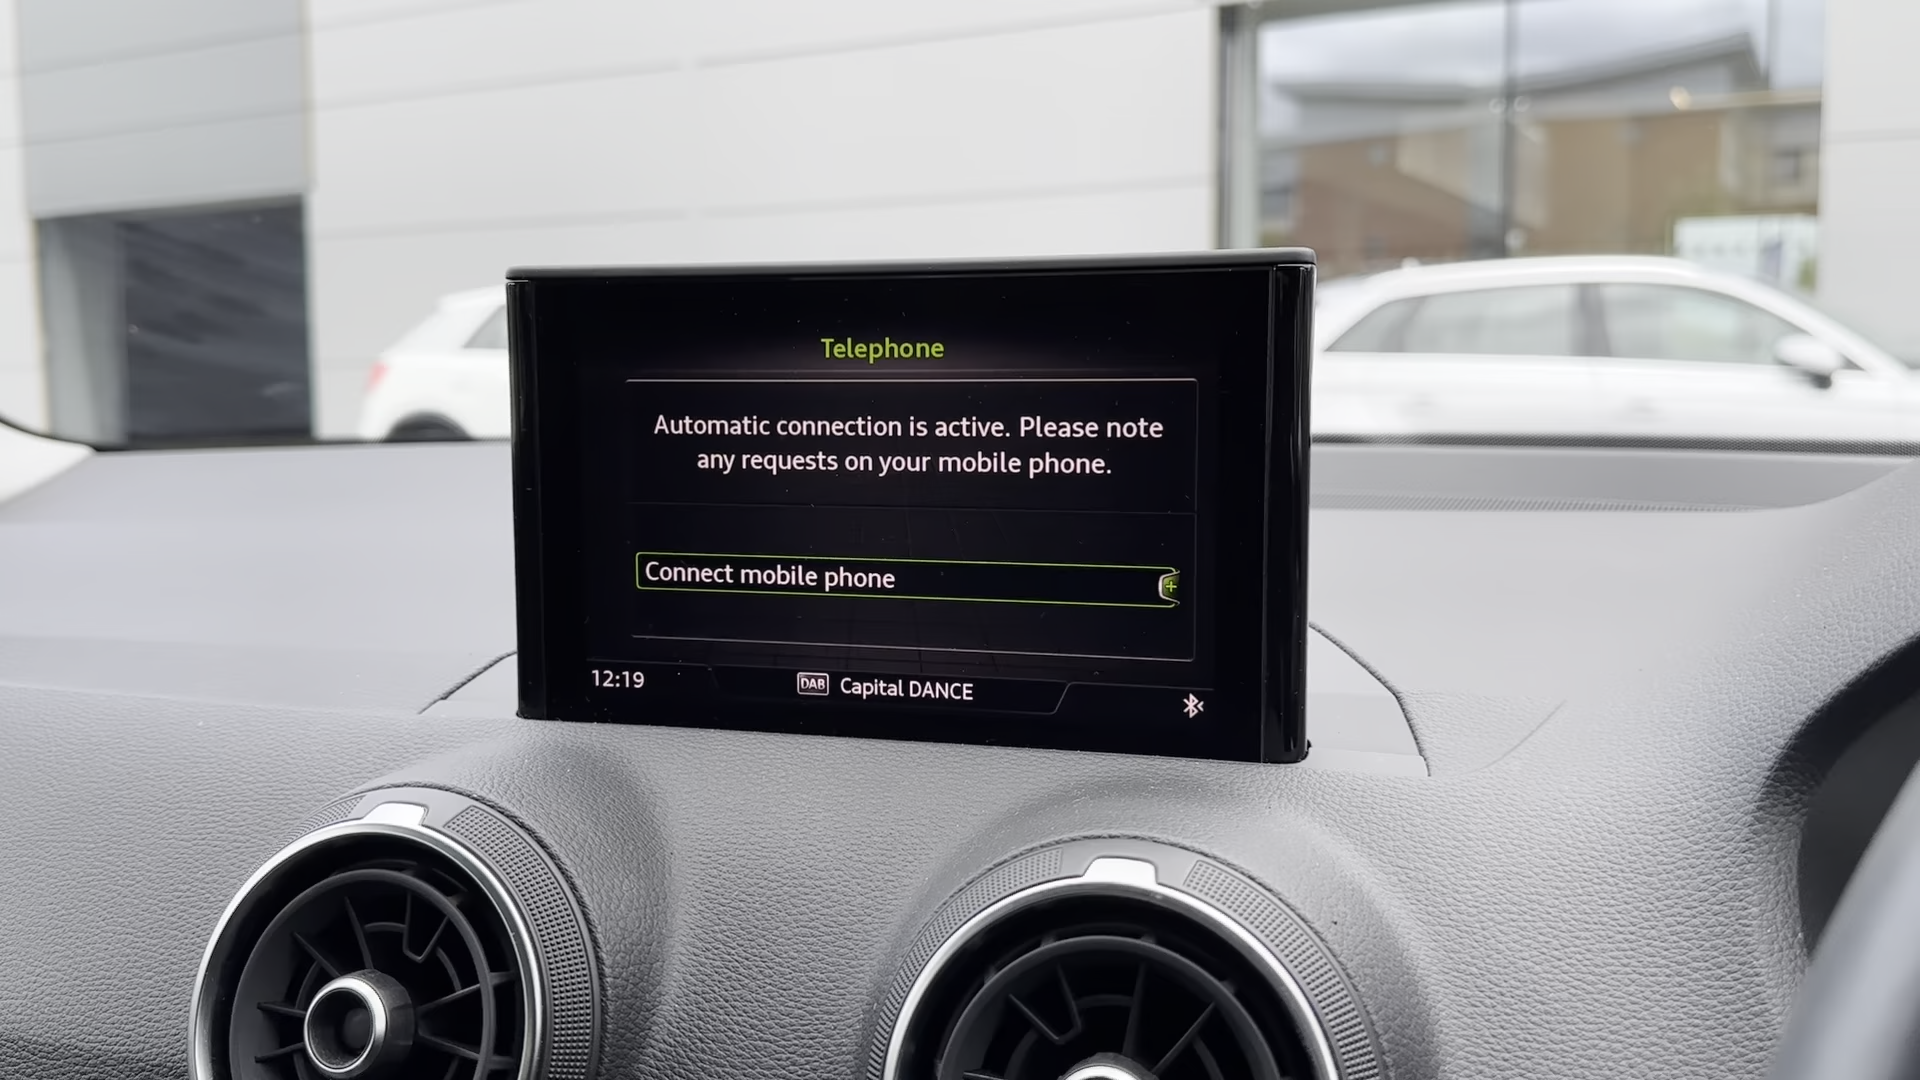 Telephone
Automatic connection is active. Please note
any requests on your mobile phone.
Connect mobile phone
12:19
DAB Capital DANCE